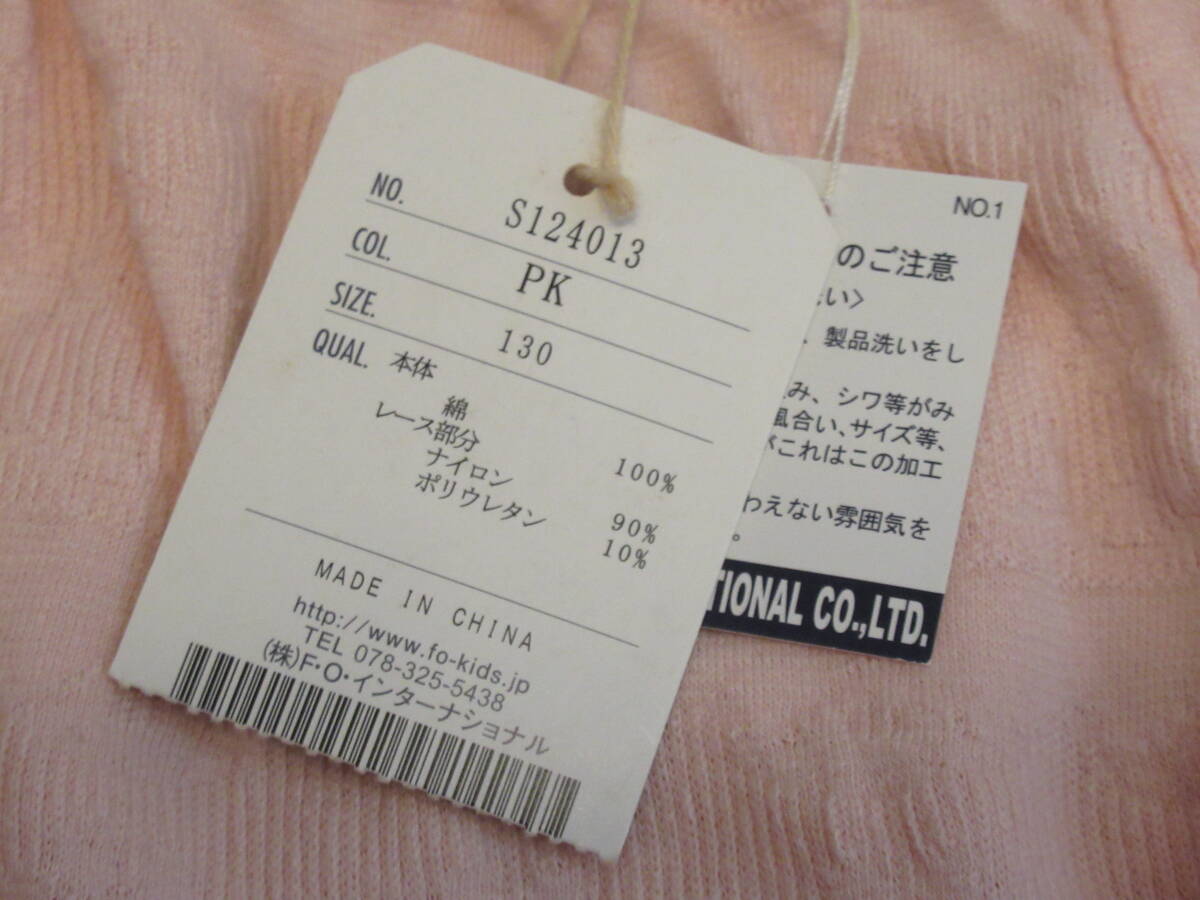 NO. S124013
COL. PK
SIZE. 130
QUAL. 本体
綿 100%
レース部分
ナイロン 90%
ポリウレタン 10%
MADE IN CHINA
http://www.fo-kids.jp
TEL 078-325-5438
(株)F・O・インターナショナル
NO.1
のご注意
い〉
、製品洗いをし
み、シワ等がみ
風合い、サイズ等、
がこれはこの加工
わえない雰囲気を
。
TIONAL CO.,LTD.